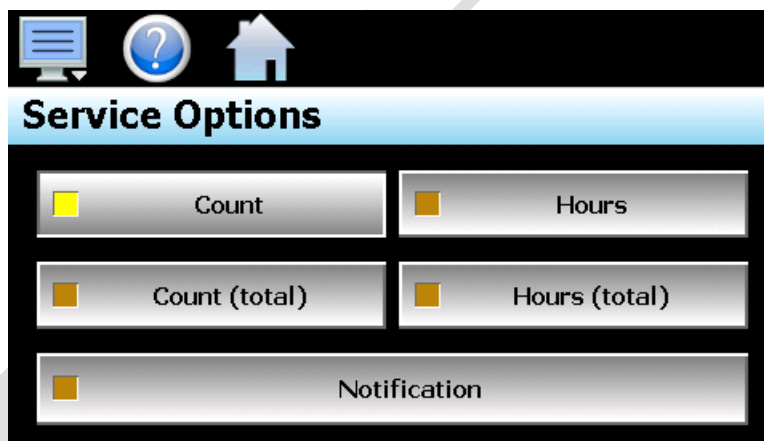 ?
Service Options
Count
Hours
Count (total)
Hours (total)
Notification